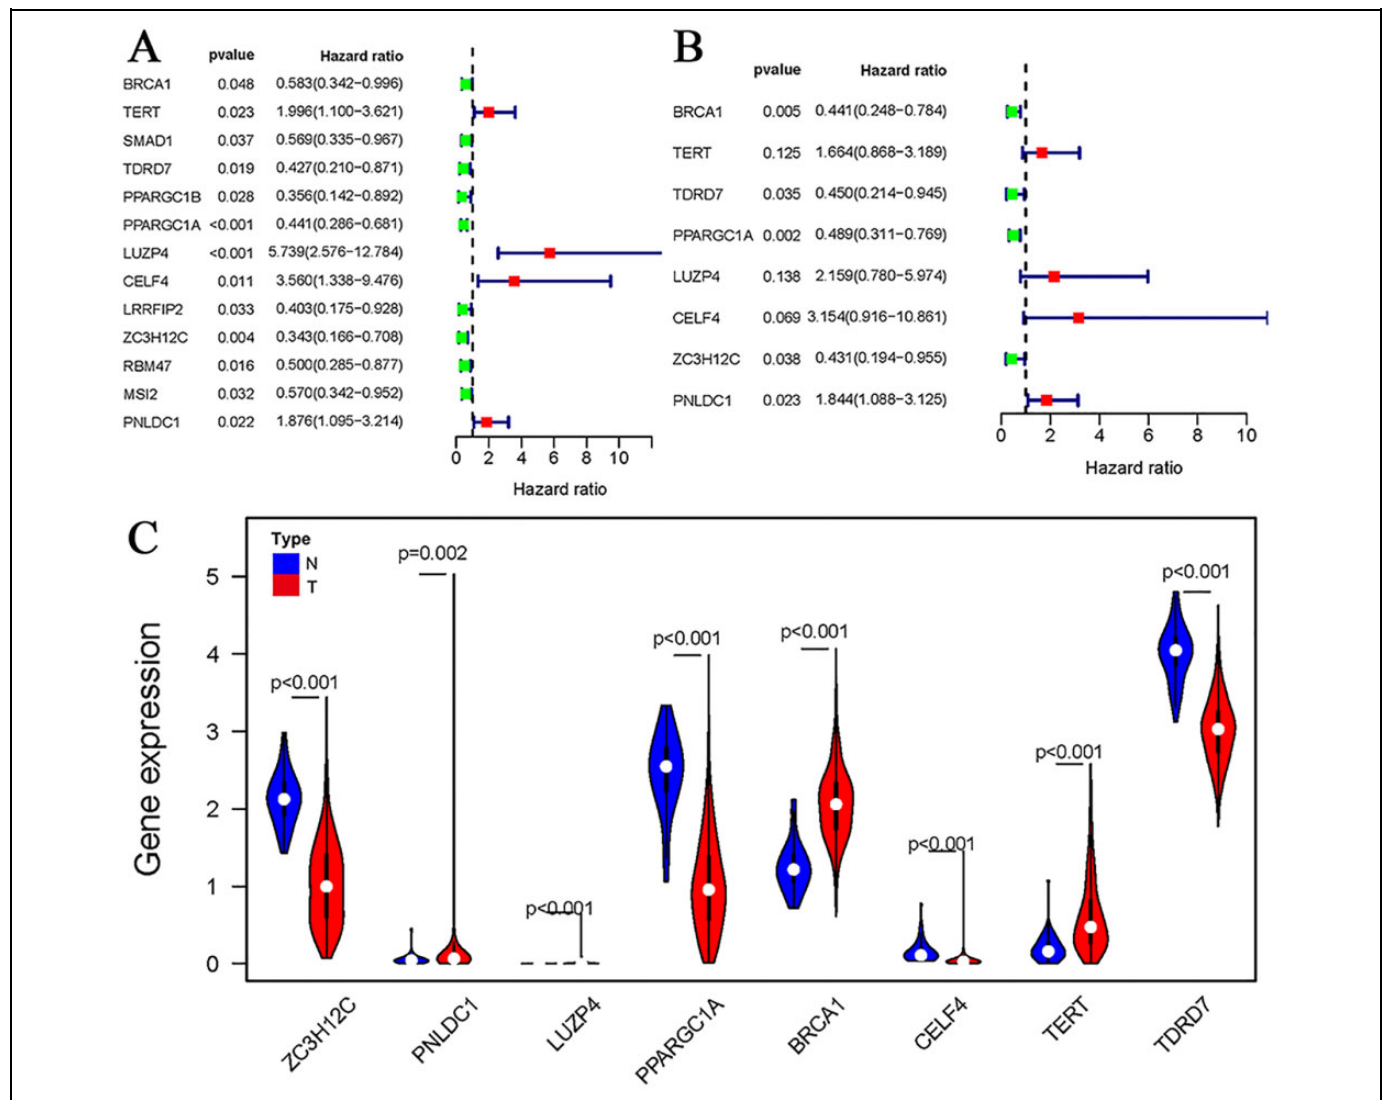 A
pvalue Hazard ratio
BRCA1 0.048 0.583(0.342−0.996)
TERT 0.023 1.996(1.100−3.621)
SMAD1 0.037 0.569(0.335−0.967)
TDRD7 0.019 0.427(0.210−0.871)
PPARGC1B 0.028 0.356(0.142−0.892)
PPARGC1A <0.001 0.441(0.286−0.681)
LUZP4 <0.001 5.739(2.576−12.784)
CELF4 0.011 3.560(1.338−9.476)
LRRFIP2 0.033 0.403(0.175−0.928)
ZC3H12C 0.004 0.343(0.166−0.708)
RBM47 0.016 0.500(0.285−0.877)
MSI2 0.032 0.570(0.342−0.952)
PNLDC1 0.022 1.876(1.095−3.214)
0 2 4 6 8 10
Hazard ratio
B
pvalue Hazard ratio
BRCA1 0.005 0.441(0.248−0.784)
TERT 0.125 1.664(0.868−3.189)
TDRD7 0.035 0.450(0.214−0.945)
PPARGC1A 0.002 0.489(0.311−0.769)
LUZP4 0.138 2.159(0.780−5.974)
CELF4 0.069 3.154(0.916−10.861)
ZC3H12C 0.038 0.431(0.194−0.955)
PNLDC1 0.023 1.844(1.088−3.125)
0 2 4 6 8 10
Hazard ratio
C
Type
N
T
Gene expression
5
4
3
2
1
0
p<0.001
p=0.002
p<0.001
p<0.001
p<0.001
p<0.001
p<0.001
p<0.001
ZC3H12C
PNLDC1
LUZP4
PPARGC1A
BRCA1
CELF4
TERT
TDRD7